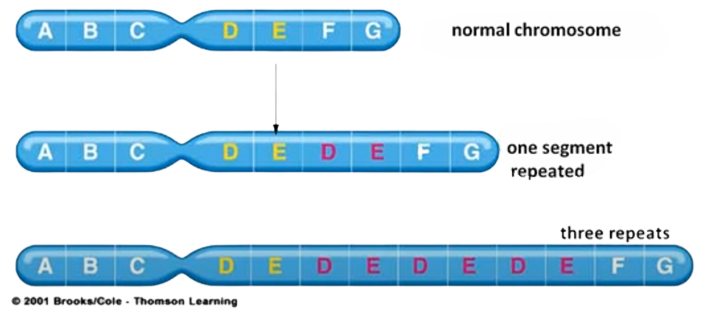 A B C D E F G normal chromosome
A B C D E D E F G one segment
repeated
three repeats
A B C D E D E D E D E F G
© 2001 Brooks/Cole - Thomson Learning